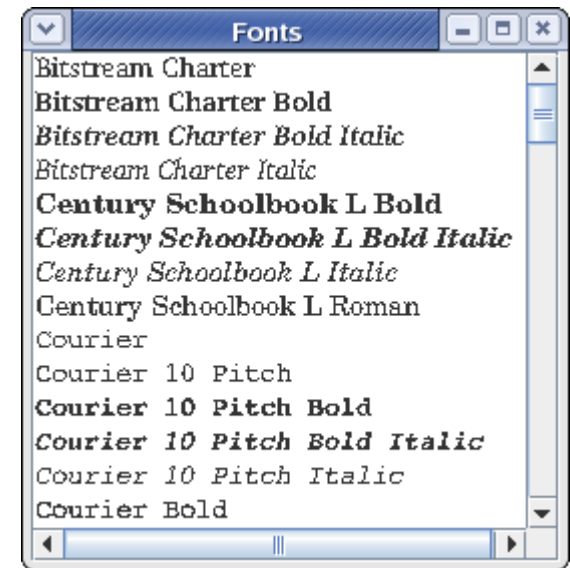 Fonts
Bitstream Charter
Bitstream Charter Bold
Bitstream Charter Bold Italic
Bitstream Charter Italic
Century Schoolbook L Bold
Century Schoolbook L Bold Italic
Century Schoolbook L Italic
Century Schoolbook L Roman
Courier
Courier 10 Pitch
Courier 10 Pitch Bold
Courier 10 Pitch Bold Italic
Courier 10 Pitch Italic
Courier Bold